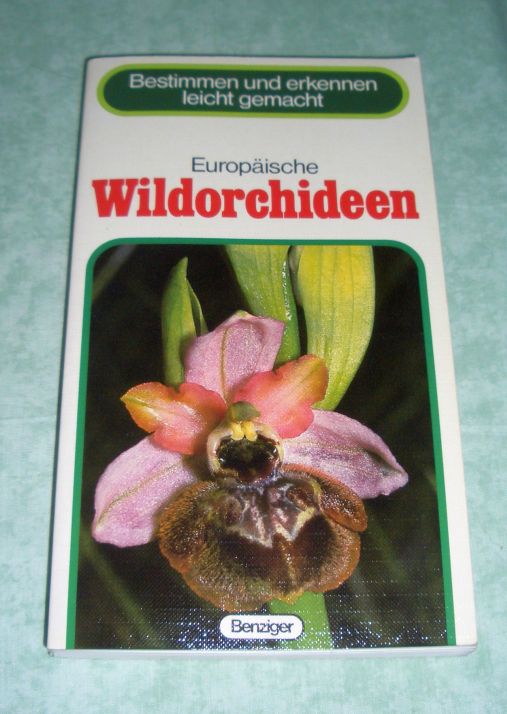 Bestimmen und erkennen
leicht gemacht
Europäische
Wildorchideen
Benziger